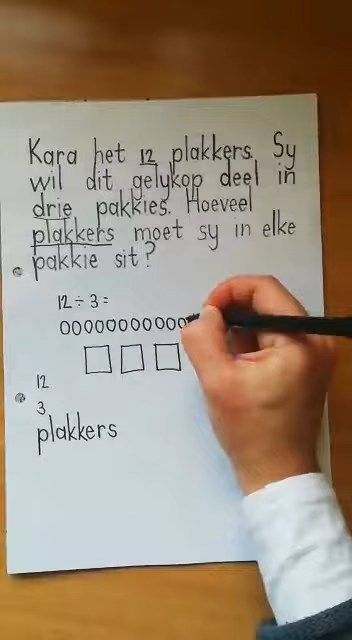 Kara het 12 plakkers. Sy
wil dit gelykop deel in
drie pakkies. Hoeveel
plakkers moet sy in elke
pakkie sit?
12 ÷ 3 =
12
3
plakkers